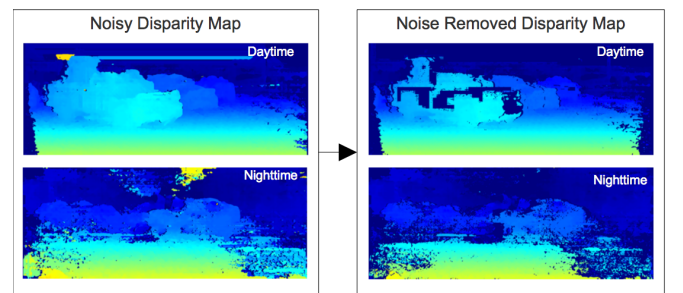 Noisy Disparity Map
Daytime
Nighttime
Noise Removed Disparity Map
Daytime
Nighttime